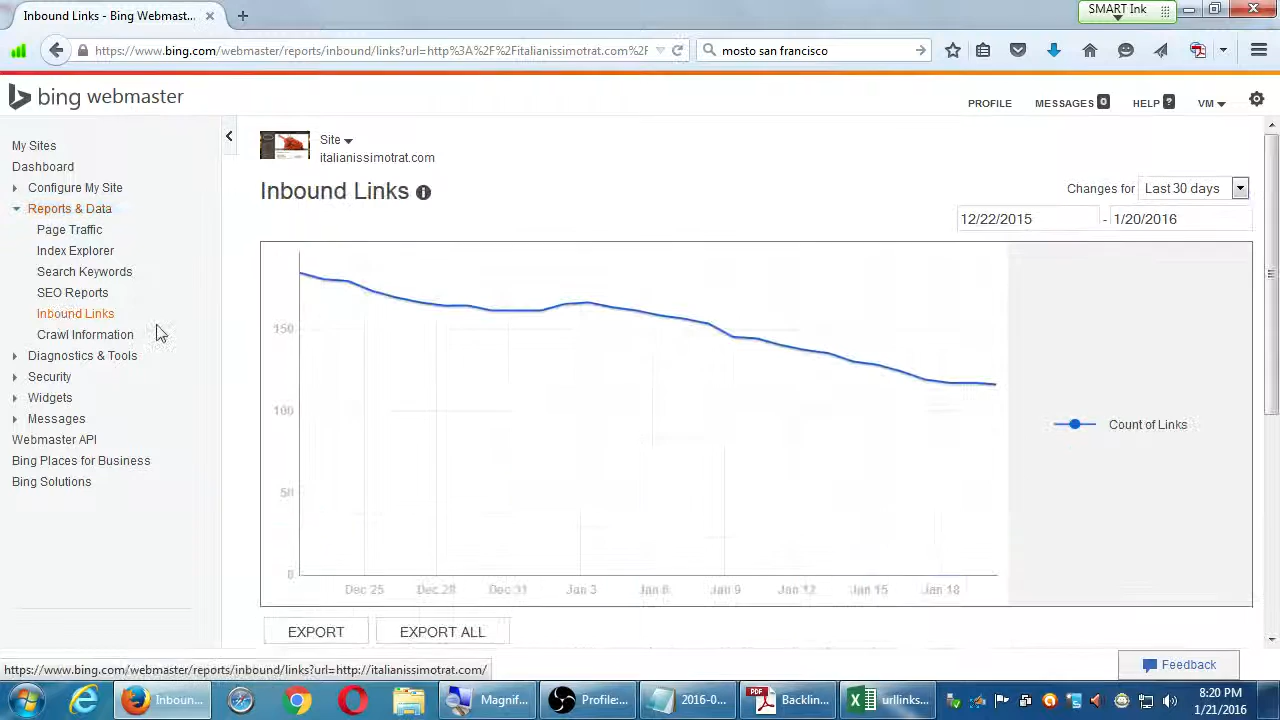 Inbound Links - Bing Webmast...
SMART Ink
https://www.bing.com/webmaster/reports/inbound/links?url=http%3A%2F%2Fitalianissimotrat.com%2F
mosto san francisco
bing webmaster
PROFILE
MESSAGES 0
HELP ?
VM
My Sites
Dashboard
Configure My Site
Reports & Data
Page Traffic
Index Explorer
Search Keywords
SEO Reports
Inbound Links
Crawl Information
Diagnostics & Tools
Security
Widgets
Messages
Webmaster API
Bing Places for Business
Bing Solutions
Site
italianissimotrat.com
Inbound Links
Changes for Last 30 days
12/22/2015 - 1/20/2016
150
100
50
0
Dec 25 Dec 28 Dec 31 Jan 3 Jan 6 Jan 9 Jan 12 Jan 15 Jan 18
Count of Links
EXPORT
EXPORT ALL
https://www.bing.com/webmaster/reports/inbound/links?url=http://italianissimotrat.com/
Feedback
Inboun...
Magnif...
Profile:...
2016-0...
PDF
Backlin...
urllinks...
8:20 PM
1/21/2016